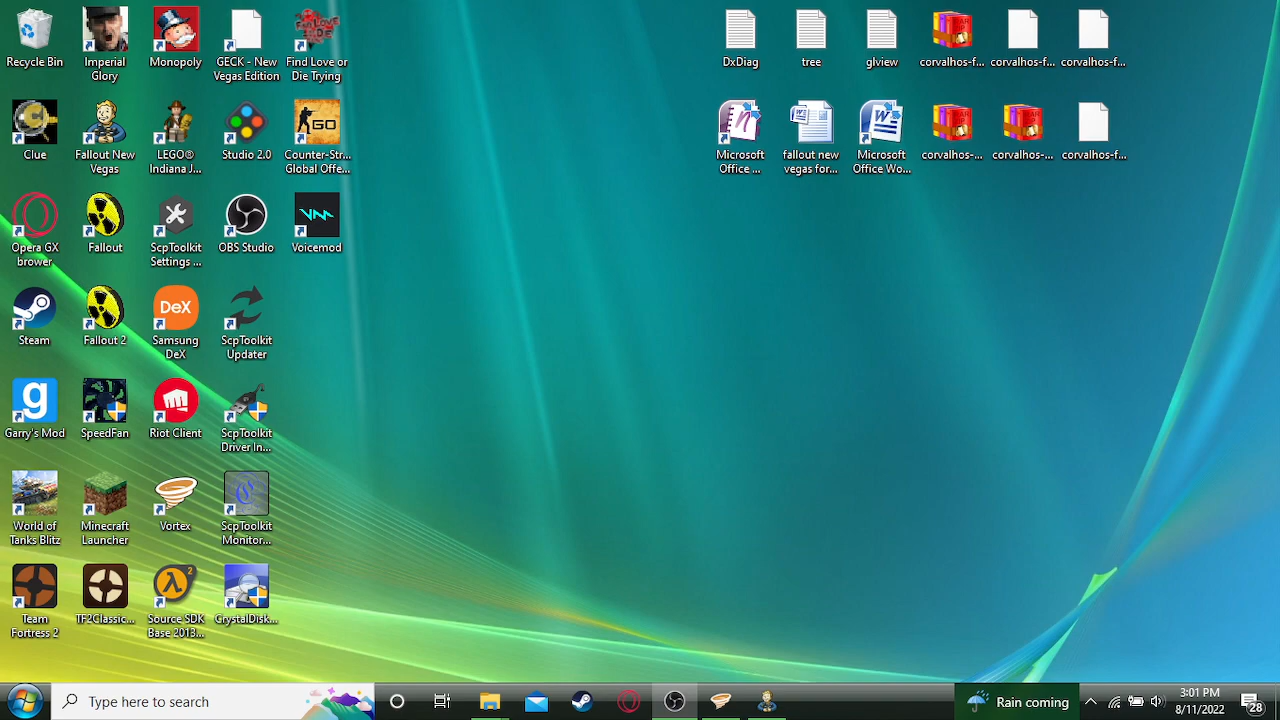 Recycle Bin
Imperial
Glory
Monopoly
GECK - New
Vegas Edition
Find Love or
Die Trying
DxDiag
tree
glview
corvalhos-f...
corvalhos-f...
corvalhos-f...
Clue
Fallout New
Vegas
LEGO®
Indiana J...
Studio 2.0
GO
Counter-Str...
Global Offe...
Microsoft
Office ...
fallout new
vegas for...
Microsoft
Office Wo...
corvalhos-...
corvalhos-...
corvalhos-f...
Opera GX
brower
Fallout
ScpToolkit
Settings ...
OBS Studio
Voicemod
Steam
Fallout 2
DeX
Samsung
DeX
ScpToolkit
Updater
g
Garry's Mod
SpeedFan
Riot Client
ScpToolkit
Driver In...
World of
Tanks Blitz
Minecraft
Launcher
Vortex
ScpToolkit
Monitor...
Team
Fortress 2
TF2Classic...
2
Source SDK
Base 2013...
CrystalDisk...
Type here to search
Rain coming
3:01 PM
8/11/2022
28